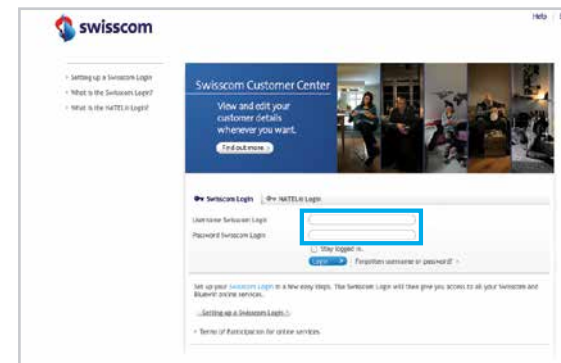 Help
swisscom
Setting up a Swisscom Login
What is the Swisscom Login?
What is the NATEL® Login?
Swisscom Customer Center
View and edit your
customer details
whenever you want.
Find out more
Swisscom Login
NATEL® Login
Username Swisscom Login
Password Swisscom Login
Stay logged in.
Login
Forgotten username or password?
Set up your Swisscom Login in a few easy steps. The Swisscom Login will then give you access to all your Swisscom and
Bluewin online services.
Setting up a Swisscom Login
Terms of Participation for online services